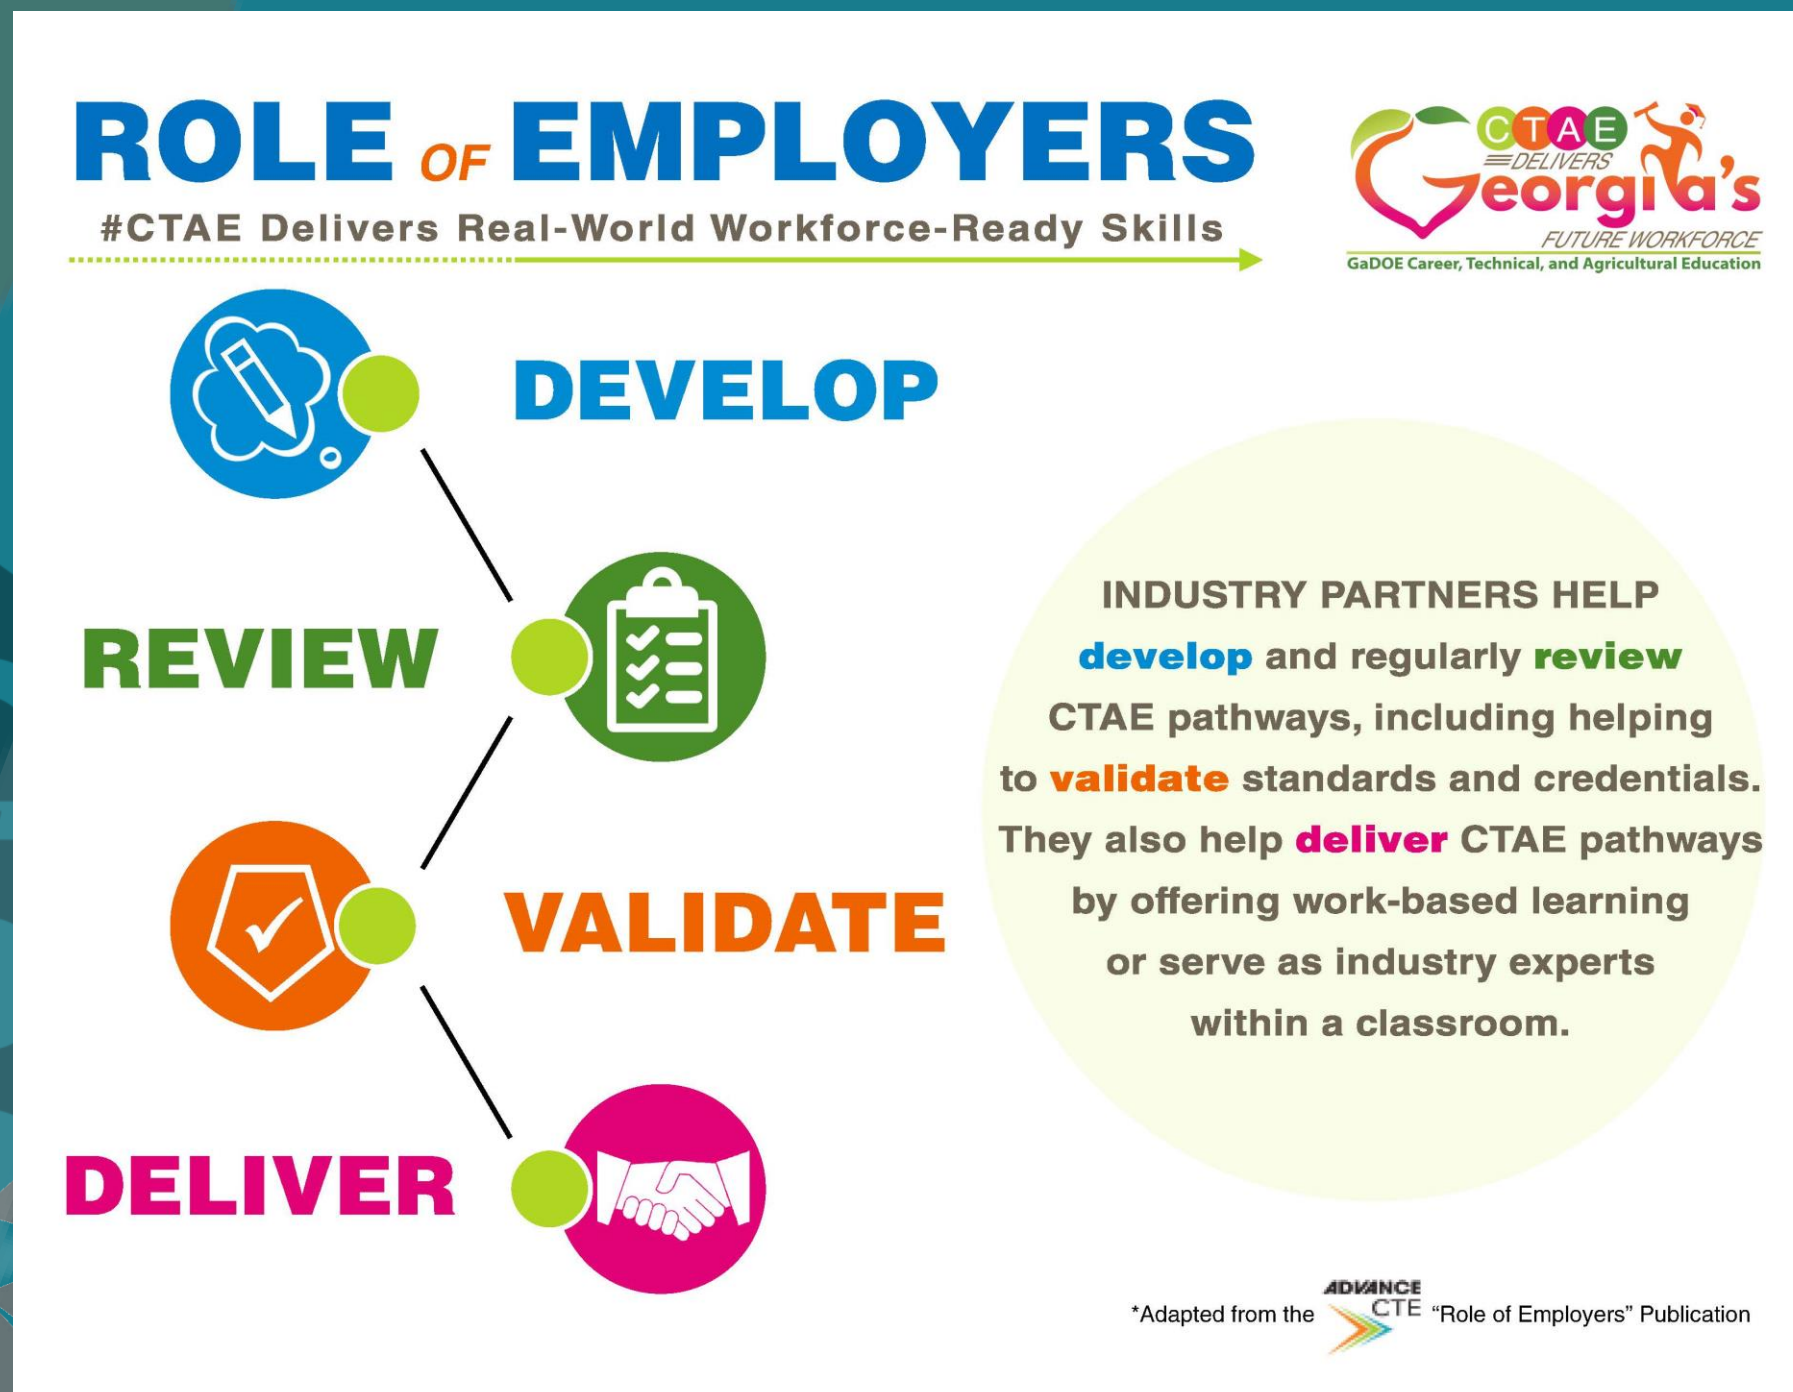 ROLE OF EMPLOYERS
#CTAE Delivers Real-World Workforce-Ready Skills
CTAE
DELIVERS
Georgia's
FUTURE WORKFORCE
GaDOE Career, Technical, and Agricultural Education
DEVELOP
REVIEW
VALIDATE
DELIVER
INDUSTRY PARTNERS HELP
develop and regularly review
CTAE pathways, including helping
to validate standards and credentials.
They also help deliver CTAE pathways
by offering work-based learning
or serve as industry experts
within a classroom.
*Adapted from the ADVANCE CTE "Role of Employers" Publication